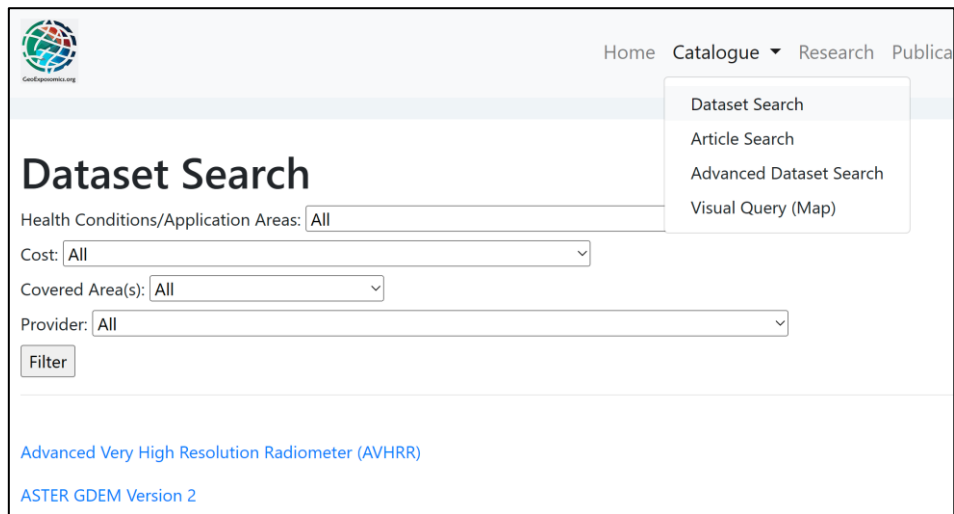 GeoExposomics.org
Home Catalogue Research Publica
Dataset Search
Article Search
Advanced Dataset Search
Visual Query (Map)
Dataset Search
Health Conditions/Application Areas: All
Cost: All
Covered Area(s): All
Provider: All
Filter
Advanced Very High Resolution Radiometer (AVHRR)
ASTER GDEM Version 2